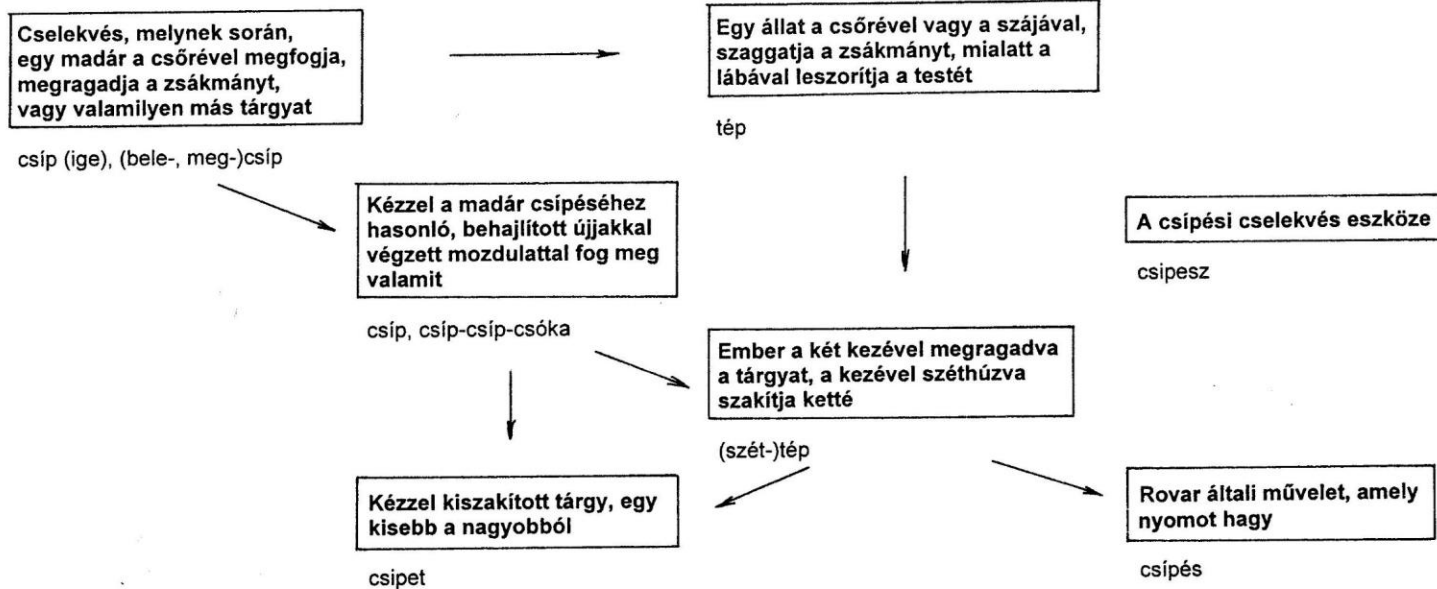 Cselekvés, melynek során,
egy madár a csőrével megfogja,
megragadja a zsákmányt,
vagy valamilyen más tárgyat
csíp (ige), (bele-, meg-)csíp
Egy állat a csőrével vagy a szájával,
szaggatja a zsákmányt, mialatt a
lábával leszorítja a testét
tép
Kézzel a madár csípéséhez
hasonló, behajlított újjakkal
végzett mozdulattal fog meg
valamit
csíp, csíp-csíp-csóka
A csípési cselekvés eszköze
csipesz
Ember a két kezével megragadva
a tárgyat, a kezével széthúzva
szakítja ketté
(szét-)tép
Kézzel kiszakított tárgy, egy
kisebb a nagyobból
csipet
Rovar általi művelet, amely
nyomot hagy
csípés